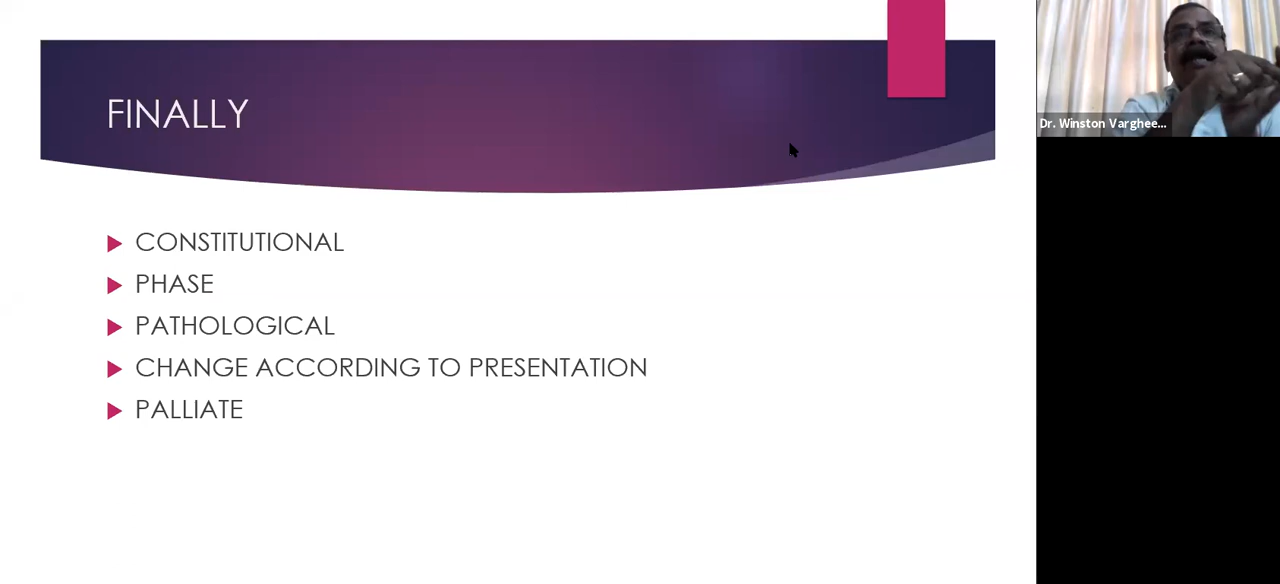 FINALLY
CONSTITUTIONAL
PHASE
PATHOLOGICAL
CHANGE ACCORDING TO PRESENTATION
PALLIATE
Dr. Winston Varghee...